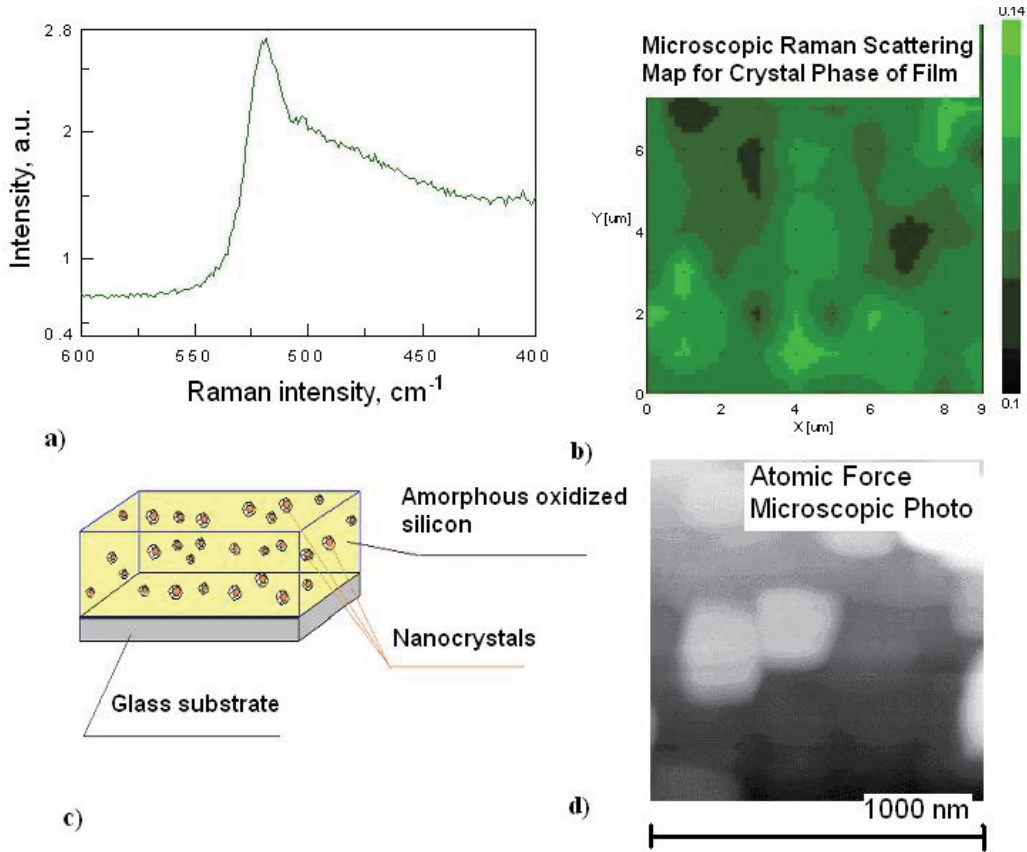 2.8
2
1
0.4
Intensity, a.u.
600 550 500 450 400
Raman intensity, cm-1
a)
Microscopic Raman Scattering
Map for Crystal Phase of Film
0.14
0.1
6
4
2
0
Y[um]
0 2 4 6 8 9
X[um]
b)
Amorphous oxidized
silicon
Nanocrystals
Glass substrate
c)
Atomic Force
Microscopic Photo
d)
1000 nm